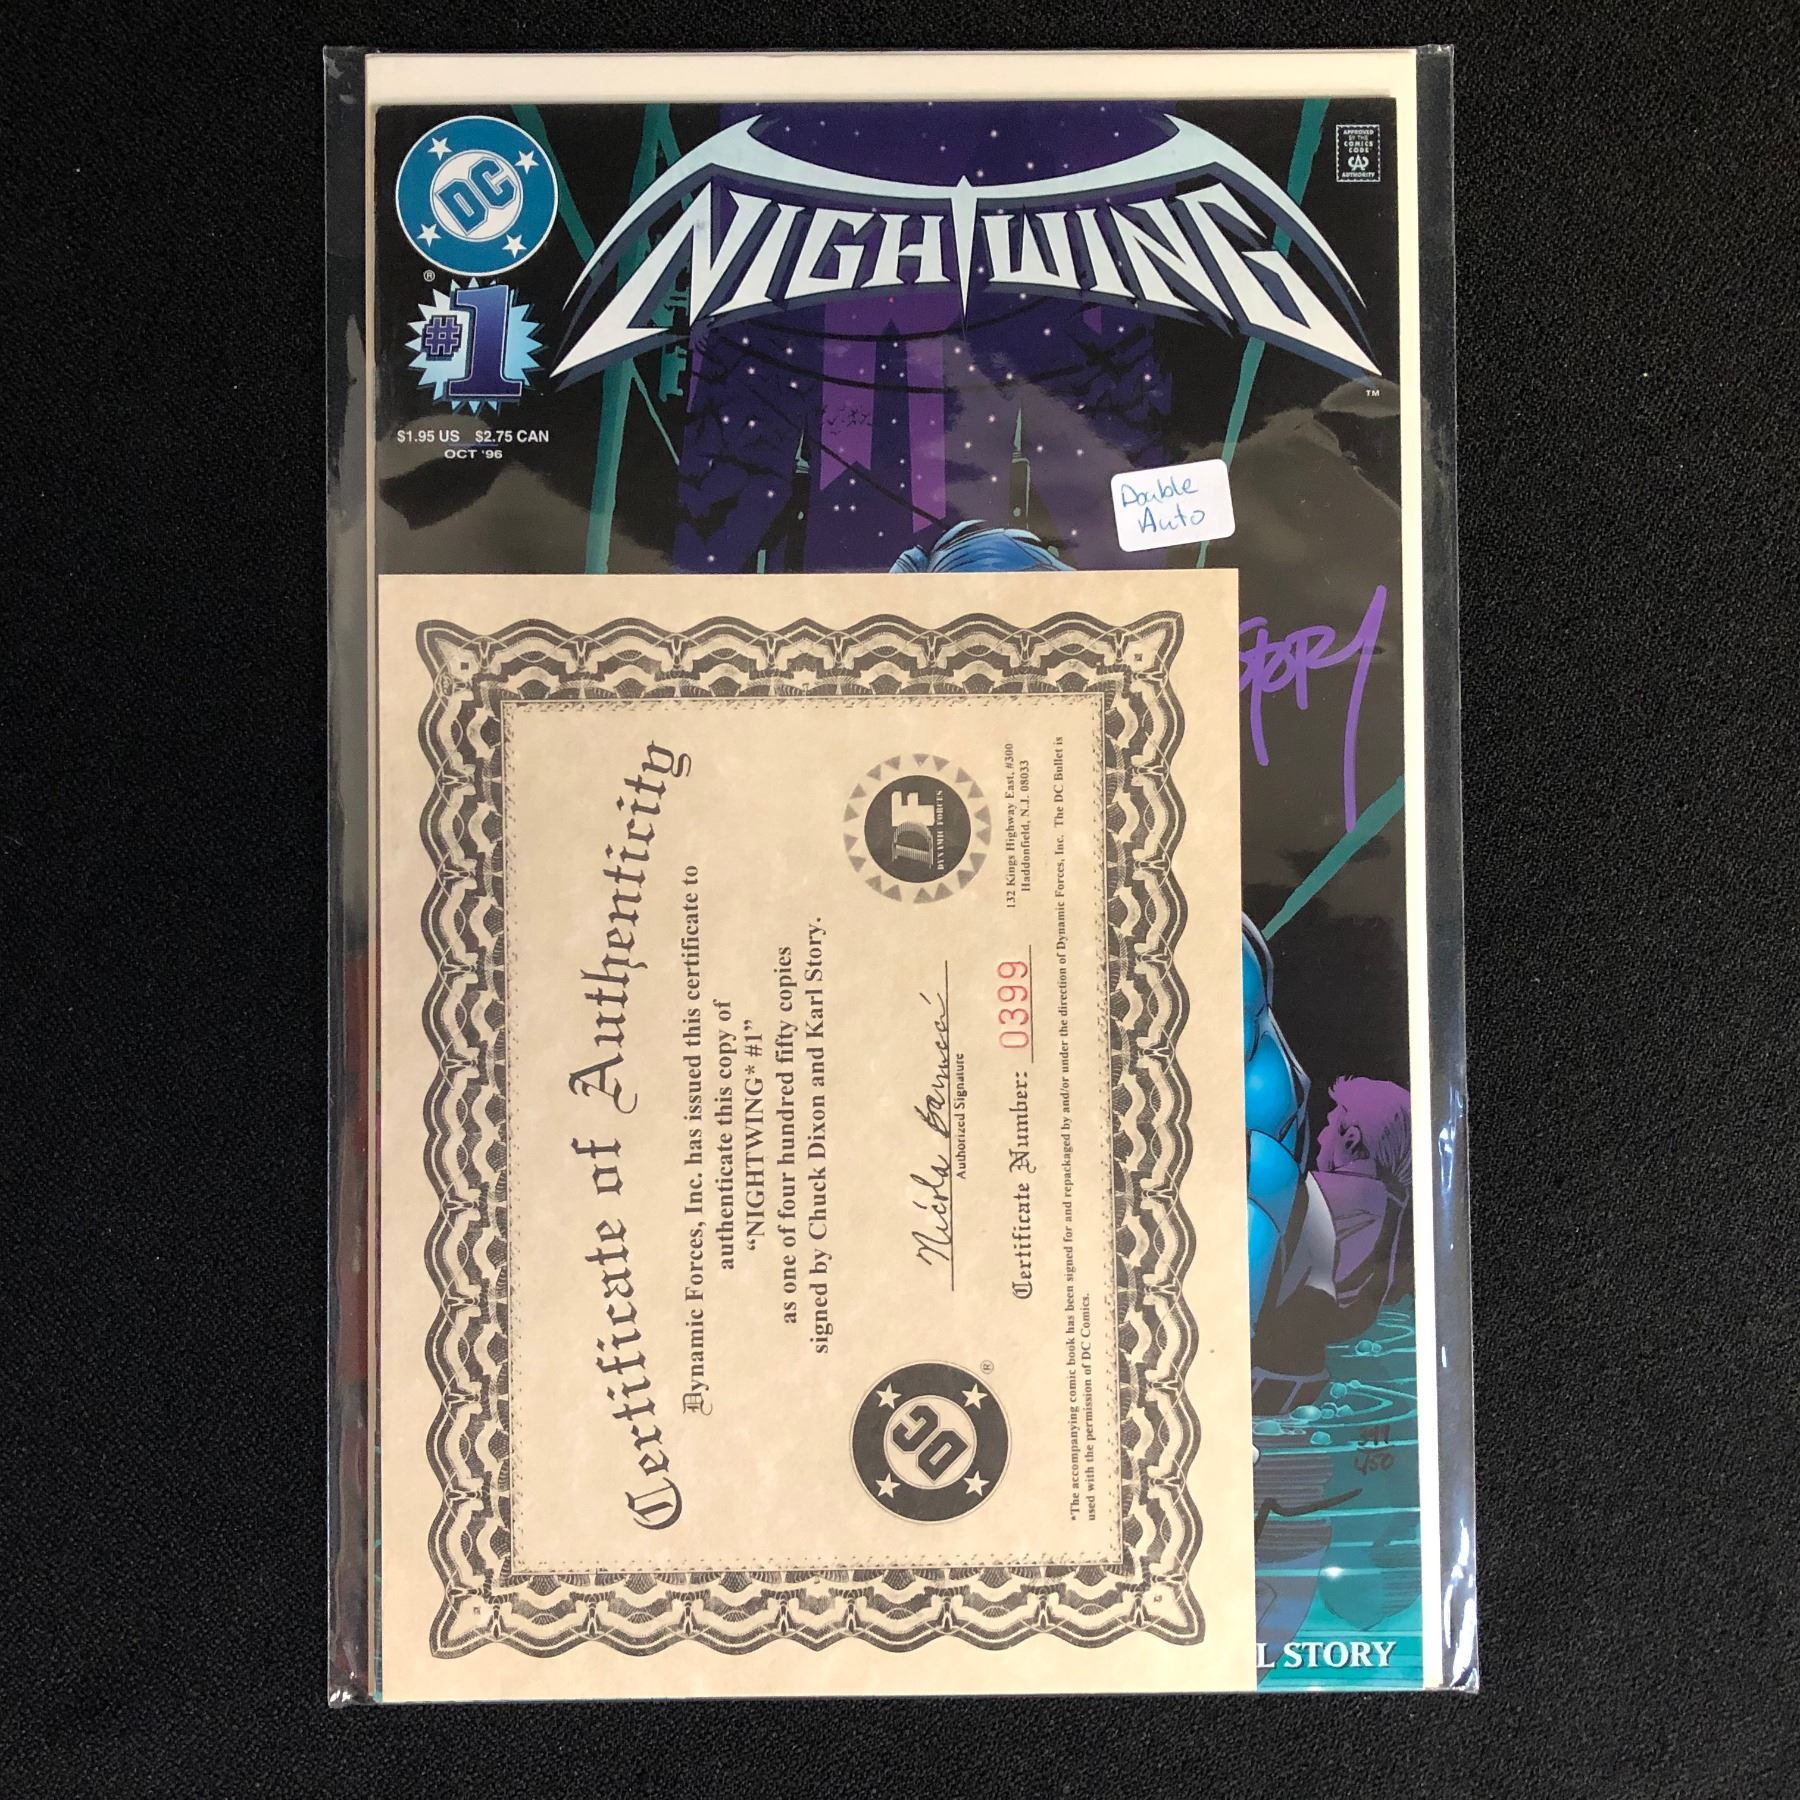 DC
®
#1
$1.95 US $2.75 CAN
OCT '96
NIGHTWING
TM
APPROVED
BY THE
COMICS
CODE
CA
AUTHORITY
Double
Auto
STORY
Certificate of Authenticity
Dynamic Forces, Inc. has issued this certificate to
authenticate this copy of
“NIGHTWING* #1”
as one of four hundred fifty copies
signed by Chuck Dixon and Karl Story.
DC
®
Nicola Barrucci
Authorized Signature
DF
DYNAMIC FORCES
Certificate Number: 0399
132 Kings Highway East, #300
Haddonfield, N.J. 08033
*The accompanying comic book has been signed for and repackaged by and/or under the direction of Dynamic Forces, Inc. The DC Bullet is
used with the permission of DC Comics.
450
L STORY